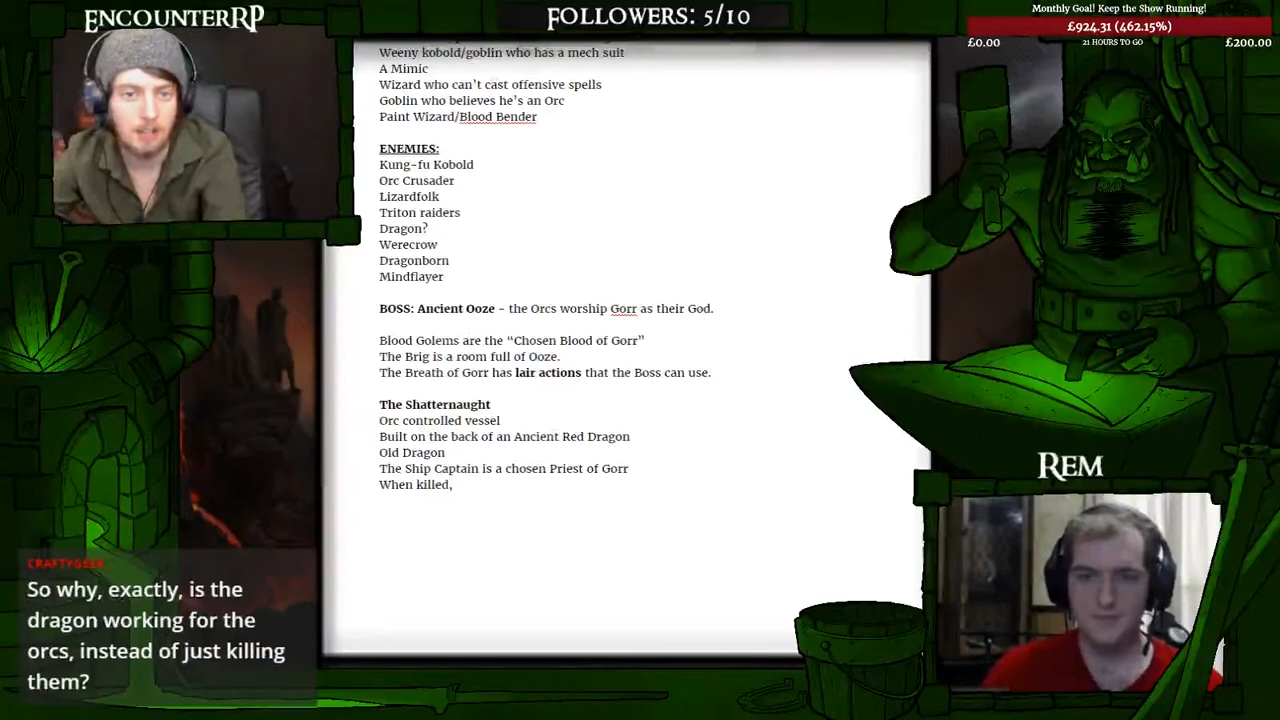 EncounterRP
Followers: 5/10
Monthly Goal! Keep the Show Running!
£924.31 (462.15%)
£0.00
21 HOURS TO GO
£200.00
Weeny kobold/goblin who has a mech suit
A Mimic
Wizard who can’t cast offensive spells
Goblin who believes he’s an Orc
Paint Wizard/Blood Bender
ENEMIES:
Kung-fu Kobold
Orc Crusader
Lizardfolk
Triton raiders
Dragon?
Werecrow
Dragonborn
Mindflayer
BOSS: Ancient Ooze - the Orcs worship Gorr as their God.
Blood Golems are the “Chosen Blood of Gorr”
The Brig is a room full of Ooze.
The Breath of Gorr has lair actions that the Boss can use.
The Shatternaught
Orc controlled vessel
Built on the back of an Ancient Red Dragon
Old Dragon
The Ship Captain is a chosen Priest of Gorr
When killed,
Rem
CRAFTYGEEK
So why, exactly, is the
dragon working for the
orcs, instead of just killing
them?